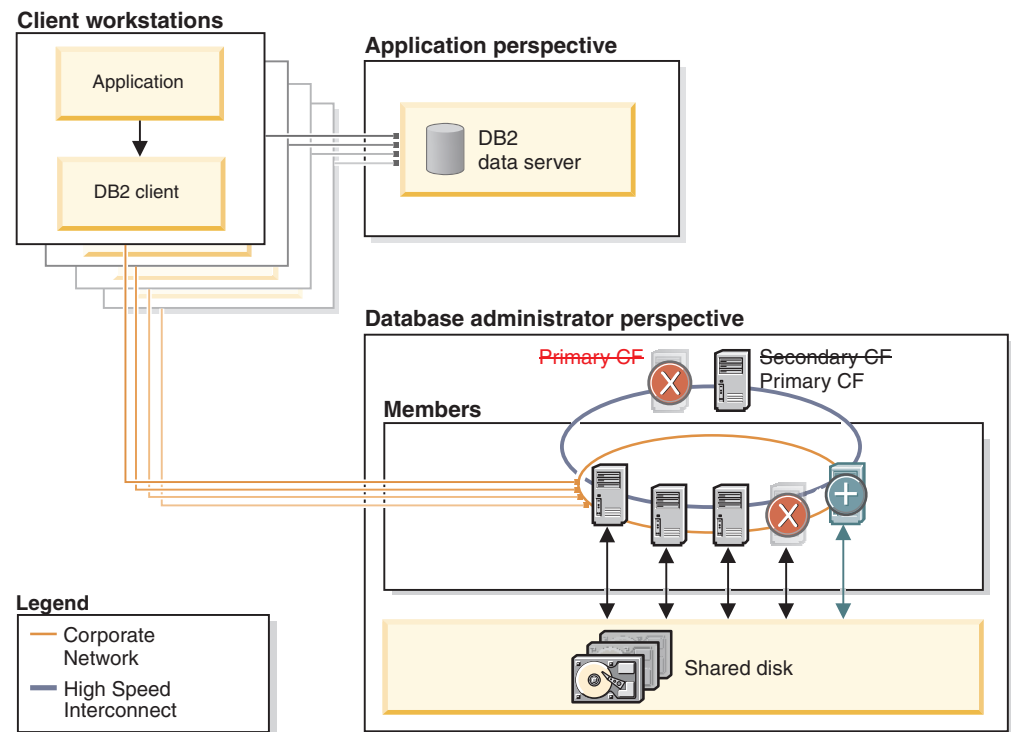 Client workstations
Application
DB2 client
Application perspective
DB2
data server
Database administrator perspective
Primary CF
Secondary CF
Primary CF
Members
X
X
+
Shared disk
Legend
Corporate
Network
High Speed
Interconnect